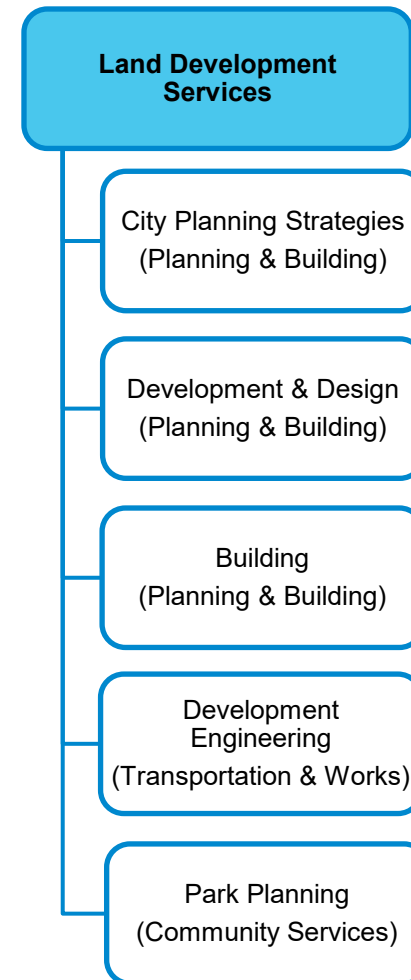 Land Development
Services
City Planning Strategies
(Planning & Building)
Development & Design
(Planning & Building)
Building
(Planning & Building)
Development
Engineering
(Transportation & Works)
Park Planning
(Community Services)